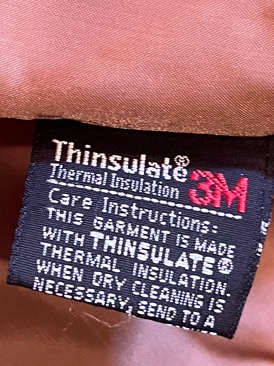 Thinsulate®
Thermal Insulation 3M
Care Instructions:
THIS GARMENT IS MADE
WITH THINSULATE®
THERMAL INSULATION.
WHEN DRY CLEANING IS
NECESSARY, SEND TO A